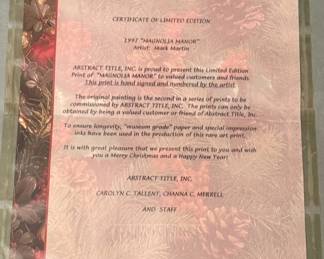 CERTIFICATE OF LIMITED EDITION
1997 "MAGNOLIA MANOR"
Artist: Mark Martin
ABSTRACT TITLE, INC. is proud to present this Limited Edition
Print of "MAGNOLIA MANOR" to valued customers and friends.
This print is hand signed and numbered by the artist.
The original painting is the second in a series of prints to be
commissioned by ABSTRACT TITLE, INC. The prints can only be
obtained by being a valued customer or friend of Abstract Title, Inc.
To ensure longevity, "museum grade" paper and special impression
inks have been used in the production of this rare art print.
It is with great pleasure that we present this print to you and wish
you a Merry Christmas and a Happy New Year!
ABSTRACT TITLE, INC.
CAROLYN C. TALLENT, CHANNA C. MERRELL
AND STAFF